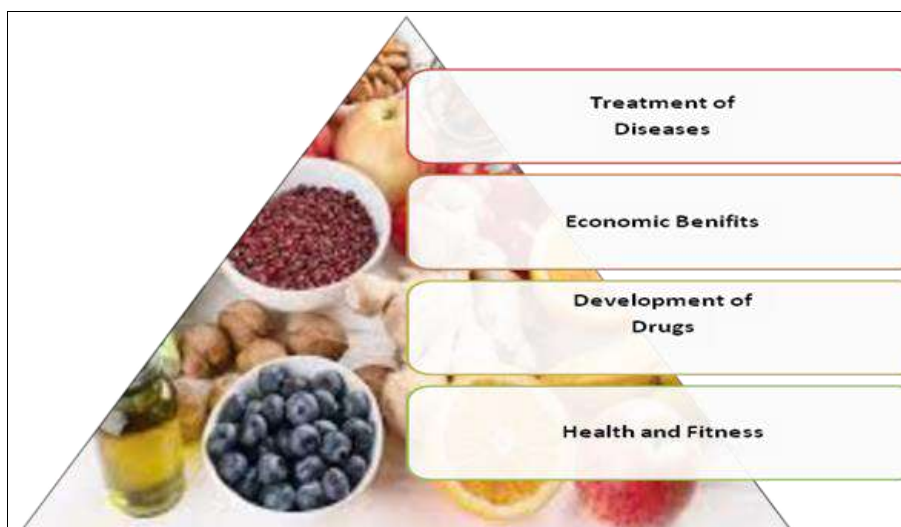 Treatment of
Diseases
Economic Benifits
Development of
Drugs
Health and Fitness